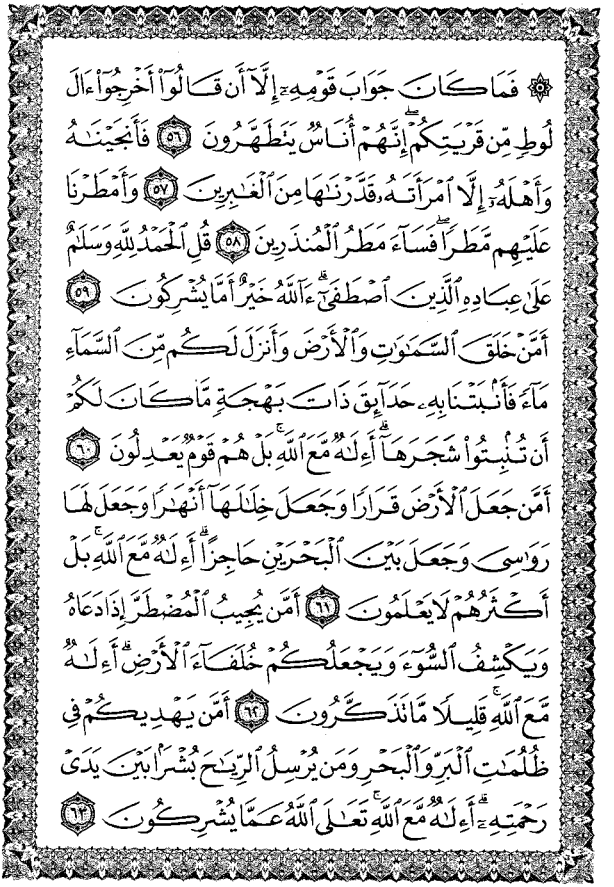 ۞ فَمَا كَانَ جَوَابَ قَوْمِهِۦٓ إِلَّآ أَن قَالُوٓا۟ أَخْرِجُوٓا۟ ءَالَ
لُوطٍ مِّن قَرْيَتِكُمْ ۖ إِنَّهُمْ أُنَاسٌ يَتَطَهَّرُونَ ٥٦ فَأَنجَيْنَـٰهُ
وَأَهْلَهُۥٓ إِلَّا ٱمْرَأَتَهُۥ قَدَّرْنَـٰهَا مِنَ ٱلْغَـٰبِرِينَ ٥٧ وَأَمْطَرْنَا
عَلَيْهِم مَّطَرًا ۖ فَسَآءَ مَطَرُ ٱلْمُنذَرِينَ ٥٨ قُلِ ٱلْحَمْدُ لِلَّهِ وَسَلَـٰمٌ
عَلَىٰ عِبَادِهِ ٱلَّذِينَ ٱصْطَفَىٰٓ ۗ ءَآللَّهُ خَيْرٌ أَمَّا يُشْرِكُونَ ٥٩
أَمَّنْ خَلَقَ ٱلسَّمَـٰوَٰتِ وَٱلْأَرْضَ وَأَنزَلَ لَكُم مِّنَ ٱلسَّمَآءِ
مَآءً فَأَنۢبَتْنَا بِهِۦ حَدَآئِقَ ذَاتَ بَهْجَةٍ مَّا كَانَ لَكُمْ
أَن تُنۢبِتُوا۟ شَجَرَهَآ ۗ أَءِلَـٰهٌ مَّعَ ٱللَّهِ ۚ بَلْ هُمْ قَوْمٌ يَعْدِلُونَ ٦٠
أَمَّن جَعَلَ ٱلْأَرْضَ قَرَارًا وَجَعَلَ خِلَـٰلَهَآ أَنْهَـٰرًا وَجَعَلَ لَهَا
رَوَٰسِىَ وَجَعَلَ بَيْنَ ٱلْبَحْرَيْنِ حَاجِزًا ۗ أَءِلَـٰهٌ مَّعَ ٱللَّهِ ۚ بَلْ
أَكْثَرُهُمْ لَا يَعْلَمُونَ ٦١ أَمَّن يُجِيبُ ٱلْمُضْطَرَّ إِذَا دَعَاهُ
وَيَكْشِفُ ٱلسُّوٓءَ وَيَجْعَلُكُمْ خُلَفَآءَ ٱلْأَرْضِ ۗ أَءِلَـٰهٌ
مَّعَ ٱللَّهِ ۚ قَلِيلًا مَّا تَذَكَّرُونَ ٦٢ أَمَّن يَهْدِيكُمْ فِى
ظُلُمَـٰتِ ٱلْبَرِّ وَٱلْبَحْرِ وَمَن يُرْسِلُ ٱلرِّيَـٰحَ بُشْرًۢا بَيْنَ يَدَىْ
رَحْمَتِهِۦٓ ۗ أَءِلَـٰهٌ مَّعَ ٱللَّهِ ۚ تَعَـٰلَى ٱللَّهُ عَمَّا يُشْرِكُونَ ٦٣